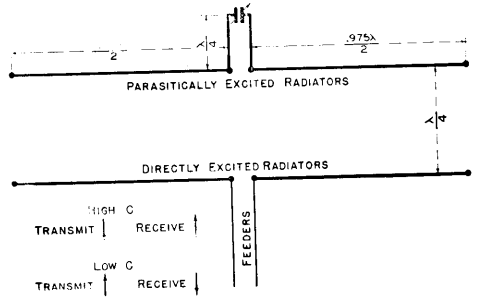 λ
4
2
.975λ
2
PARASITICALLY EXCITED RADIATORS
λ
4
DIRECTLY EXCITED RADIATORS
HIGH C
TRANSMIT ↓ RECEIVE ↑
FEEDERS
LOW C
TRANSMIT ↑ RECEIVE ↓